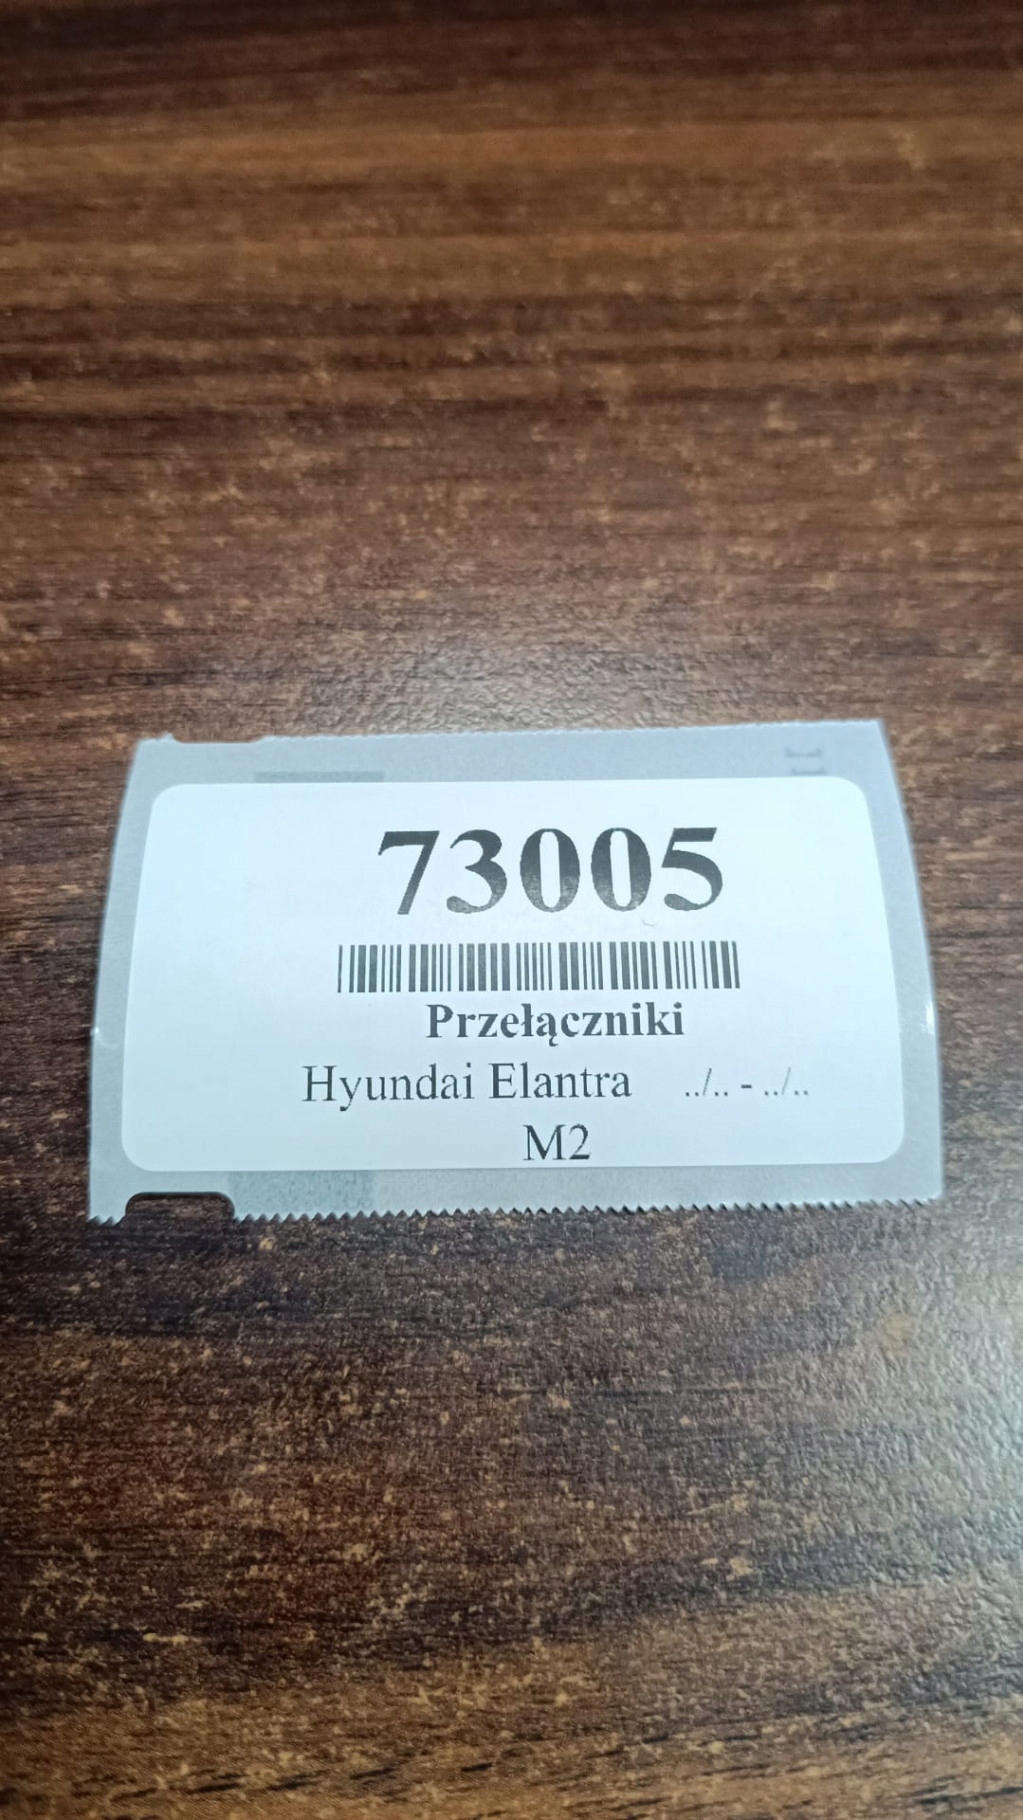 73005
Przełączniki
Hyundai Elantra ../.. - ../..
M2